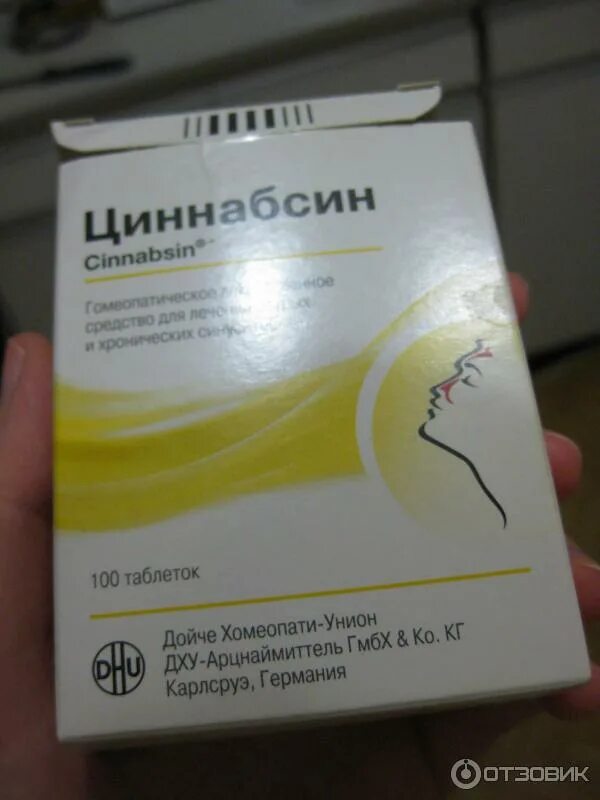 Циннабсин
Cinnabsin®
Гомеопатическое
средство для
и хронических
100 таблеток
DHU
Дойче Хомеопати-Унион
ДХУ-Арцнаймиттель ГмбХ & Ко. КГ
Карлсруэ, Германия
ОТЗОВИК